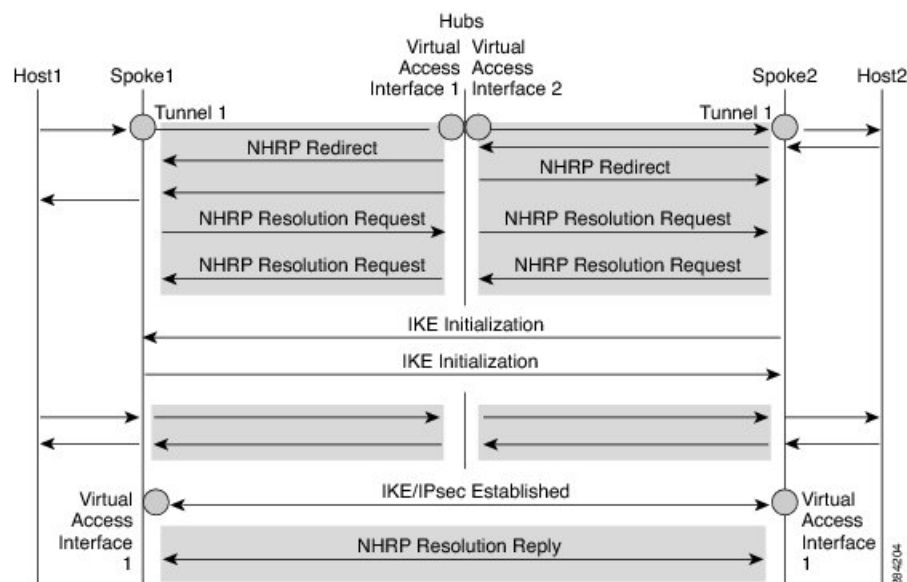 Hubs
Virtual Access Interface 1
Virtual Access Interface 2
Host1
Spoke1
Spoke2
Host2
Tunnel 1
Tunnel 1
NHRP Redirect
NHRP Redirect
NHRP Resolution Request
NHRP Resolution Request
NHRP Resolution Request
NHRP Resolution Request
IKE Initialization
IKE Initialization
IKE/IPsec Established
Virtual
Access
Interface
1
Virtual
Access
Interface
1
NHRP Resolution Reply